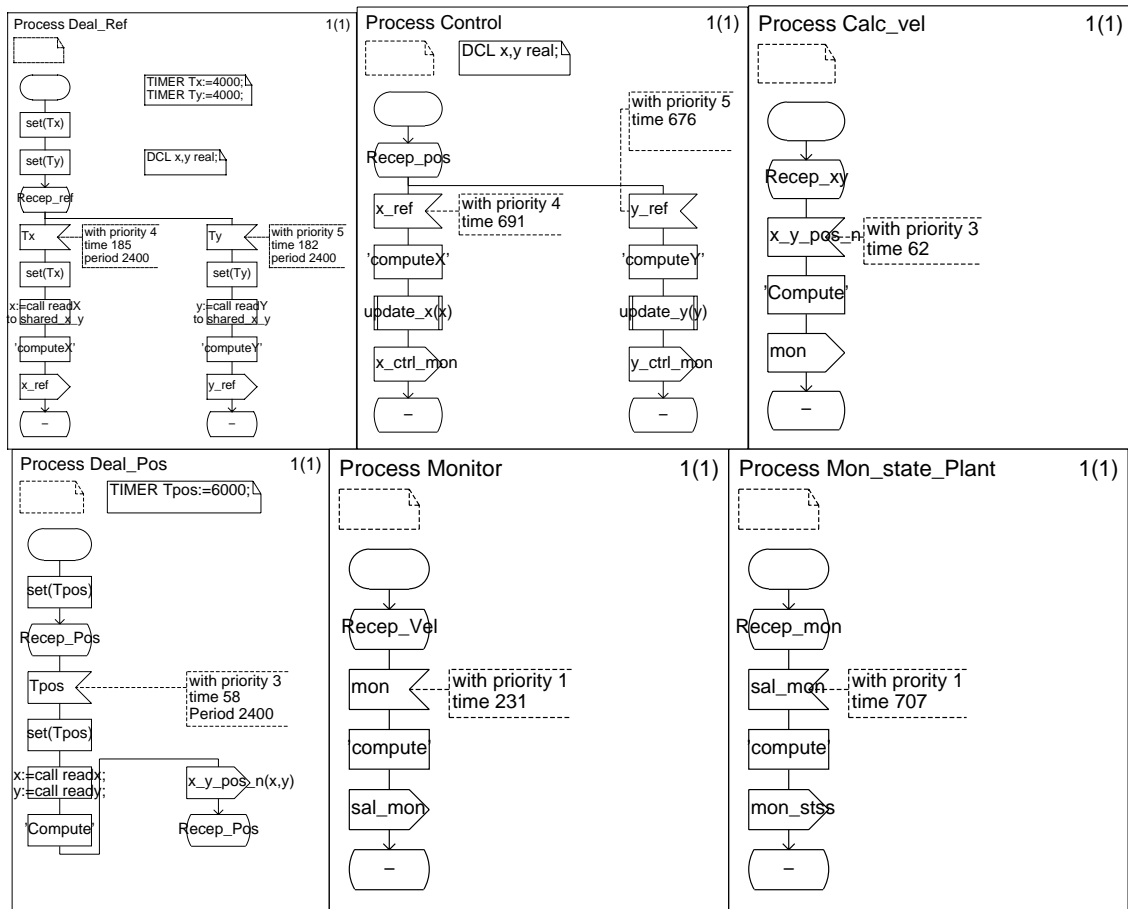 Process Deal_Ref
1(1)
TIMER Tx:=4000;
TIMER Ty:=4000;
set(Tx)
set(Ty)
DCL x,y real;
Recep_ref
Tx
with priority 4
time 185
period 2400
Ty
with priority 5
time 182
period 2400
set(Tx)
set(Ty)
x:=call readX
to shared_x_y
y:=call readY
to shared_x_y
'computeX'
'computeY'
x_ref
y_ref
–
–
Process Control
1(1)
DCL x,y real;
with priority 5
time 676
Recep_pos
x_ref
with priority 4
time 691
y_ref
'computeX'
'computeY'
update_x(x)
update_y(y)
x_ctrl_mon
y_ctrl_mon
–
–
Process Calc_vel
1(1)
Recep_xy
x_y_pos_n
with priority 3
time 62
'Compute'
mon
–
Process Deal_Pos
1(1)
TIMER Tpos:=6000;
set(Tpos)
Recep_Pos
Tpos
with priority 3
time 58
Period 2400
set(Tpos)
x:=call readx;
y:=call ready;
x_y_pos_n(x,y)
'Compute'
Recep_Pos
Process Monitor
1(1)
Recep_Vel
mon
with priority 1
time 231
'compute'
sal_mon
–
Process Mon_state_Plant
1(1)
Recep_mon
sal_mon
with priority 1
time 707
'compute'
mon_stss
–